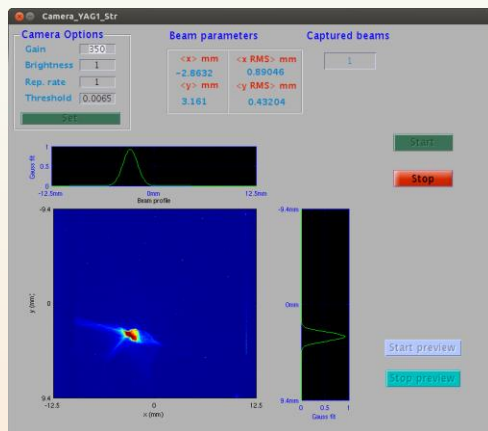 Camera_YAG1_Str
Camera Options
Gain 350
Brightness 1
Rep. rate 1
Threshold 0.0065
Set
Beam parameters
<x> mm <x RMS> mm
-2.8632 0.89046
<y> mm <y RMS> mm
3.161 0.43204
Captured beams
1
Start
Stop
Gauss fit
1
0.5
0
-12.5mm 0mm 12.5mm
Beam profile
y (mm)
-9.4
0
9.4
-12.5 0 12.5
x (mm)
-9.4mm
0mm
9.4mm
0 0.5 1
Gauss fit
Start preview
Stop preview